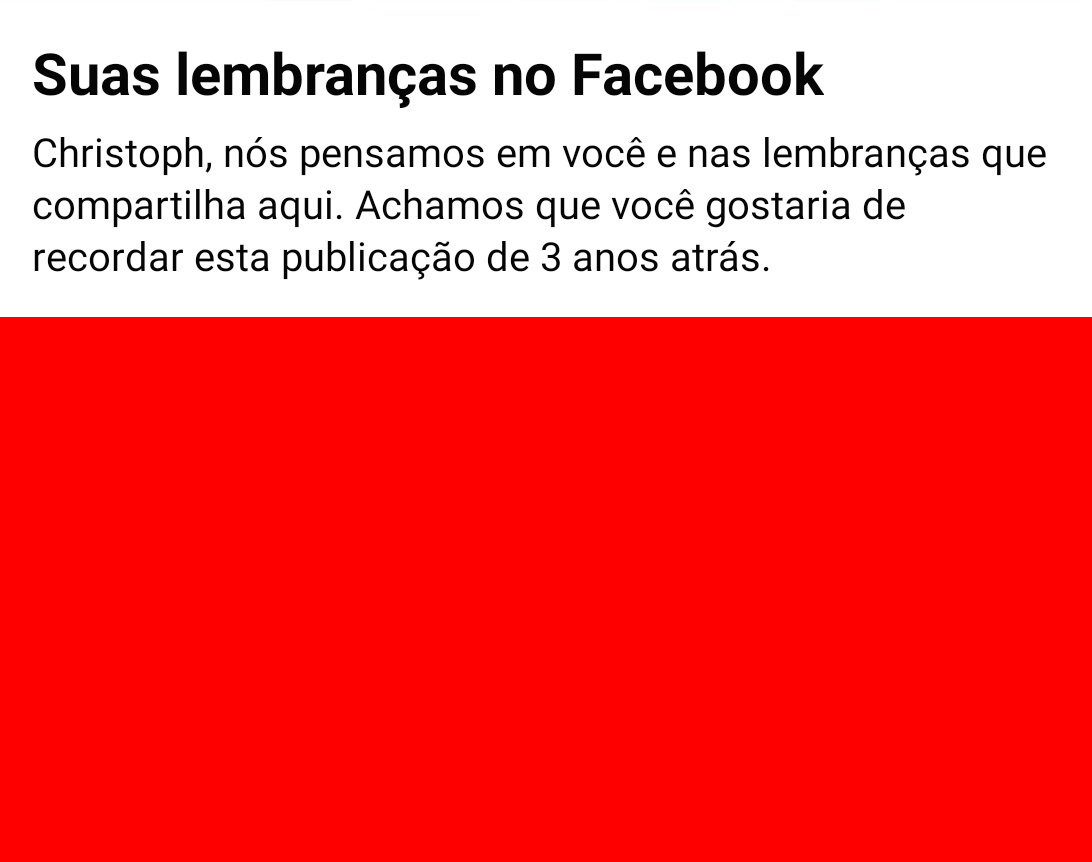 Suas lembranças no Facebook
Christoph, nós pensamos em você e nas lembranças que
compartilha aqui. Achamos que você gostaria de
recordar esta publicação de 3 anos atrás.